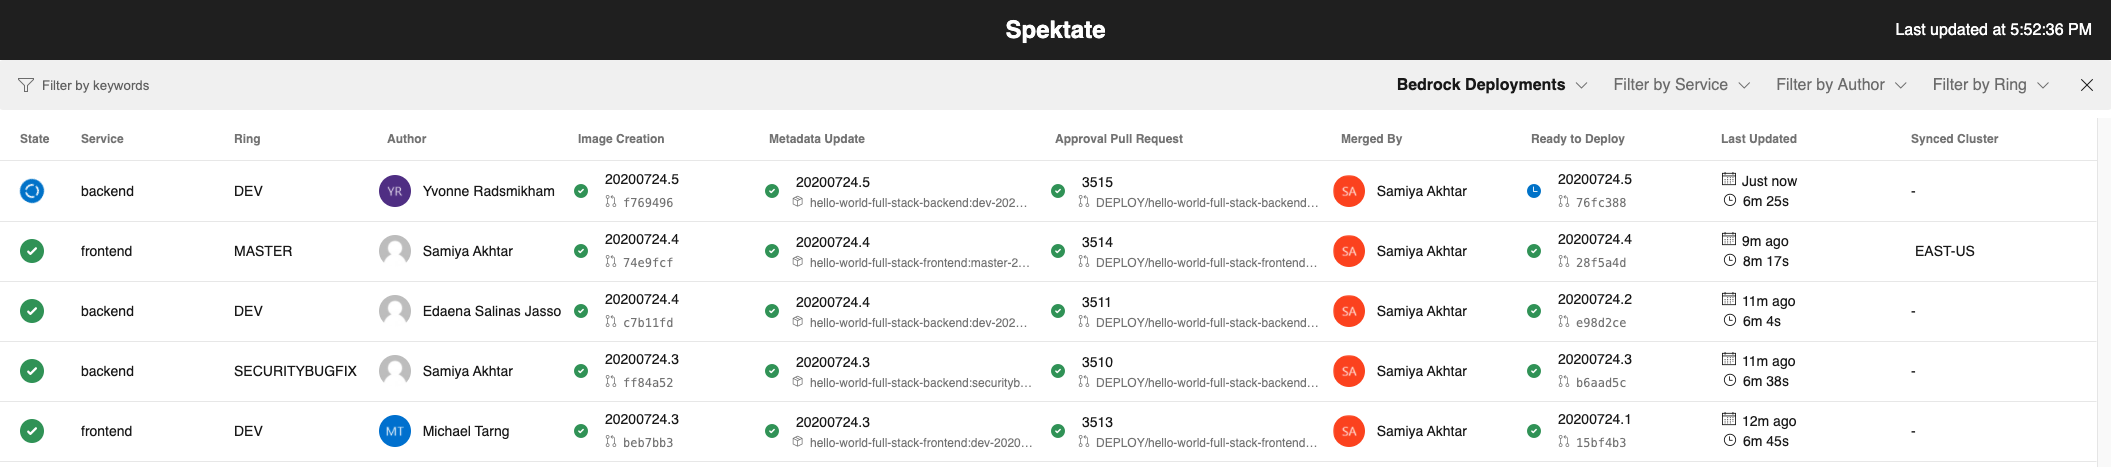 Spektate
Last updated at 5:52:36 PM
Filter by keywords
Bedrock Deployments
Filter by Service
Filter by Author
Filter by Ring
State Service Ring Author Image Creation Metadata Update Approval Pull Request Merged By Ready to Deploy Last Updated Synced Cluster
backend DEV YR Yvonne Radsmikham 20200724.5 20200724.5 3515 SA Samiya Akhtar 20200724.5 Just now -
f769496 hello-world-full-stack-backend:dev-202... DEPLOY/hello-world-full-stack-backend... 76fc388 6m 25s
frontend MASTER Samiya Akhtar 20200724.4 20200724.4 3514 SA Samiya Akhtar 20200724.4 9m ago EAST-US
74e9fcf hello-world-full-stack-frontend:master-2... DEPLOY/hello-world-full-stack-frontend... 28f5a4d 8m 17s
backend DEV Edaena Salinas Jasso 20200724.4 20200724.4 3511 SA Samiya Akhtar 20200724.2 11m ago -
c7b11fd hello-world-full-stack-backend:dev-202... DEPLOY/hello-world-full-stack-backend... e98d2ce 6m 4s
backend SECURITYBUGFIX Samiya Akhtar 20200724.3 20200724.3 3510 SA Samiya Akhtar 20200724.3 11m ago -
ff84a52 hello-world-full-stack-backend:securityb... DEPLOY/hello-world-full-stack-backend... b6aad5c 6m 38s
frontend DEV MT Michael Tarng 20200724.3 20200724.3 3513 SA Samiya Akhtar 20200724.1 12m ago -
beb7bb3 hello-world-full-stack-frontend:dev-2020... DEPLOY/hello-world-full-stack-frontend... 15bf4b3 6m 45s